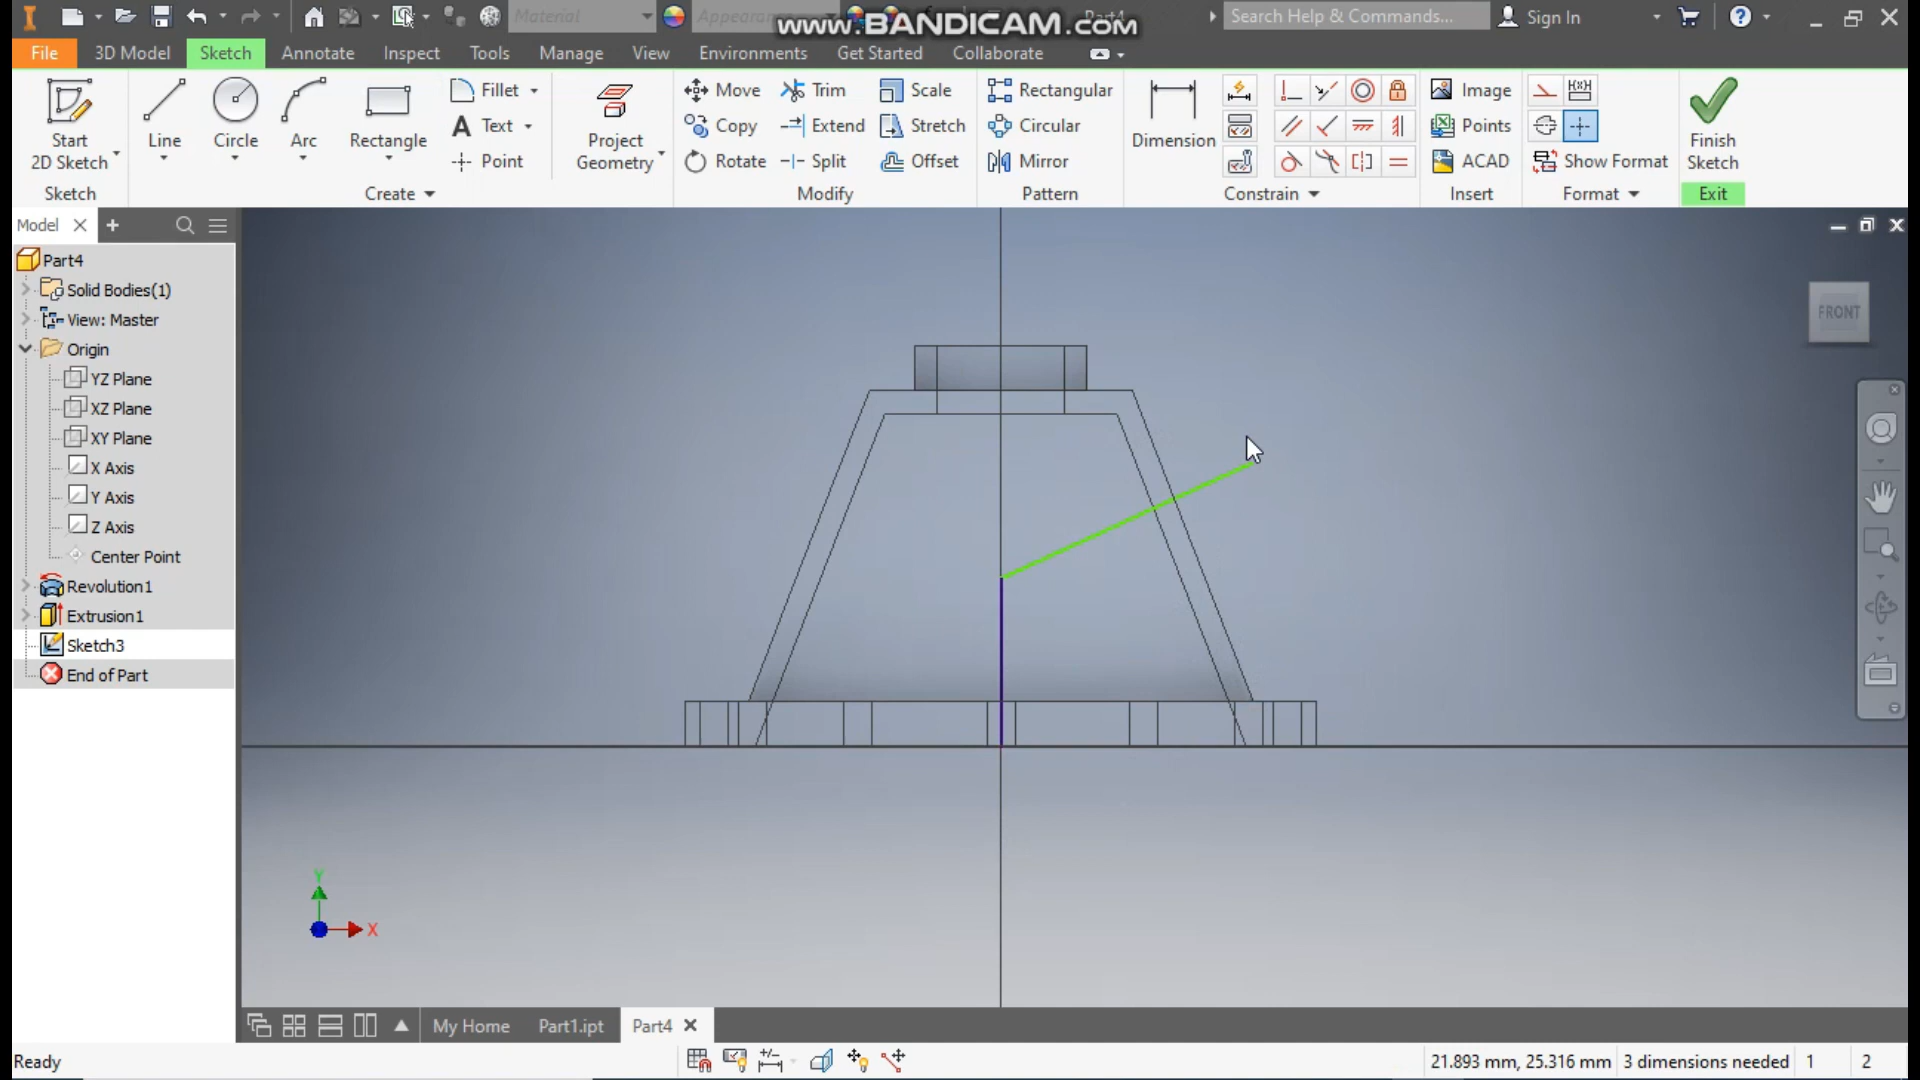 Material
Appearance
Part4
www.BANDICAM.com
Search Help & Commands...
Sign In
File
3D Model
Sketch
Annotate
Inspect
Tools
Manage
View
Environments
Get Started
Collaborate
Start
2D Sketch
Sketch
Line
Circle
Arc
Rectangle
Fillet
Text
Point
Create
Project
Geometry
Move
Trim
Scale
Copy
Extend
Stretch
Rotate
Split
Offset
Modify
Rectangular
Circular
Mirror
Pattern
Dimension
Constrain
Image
Points
ACAD
Insert
Show Format
Format
Finish
Sketch
Exit
Model
Part4
Solid Bodies(1)
View: Master
Origin
YZ Plane
XZ Plane
XY Plane
X Axis
Y Axis
Z Axis
Center Point
Revolution1
Extrusion1
Sketch3
End of Part
FRONT
Y
X
My Home
Part1.ipt
Part4
Ready
21.893 mm, 25.316 mm
3 dimensions needed
1
2